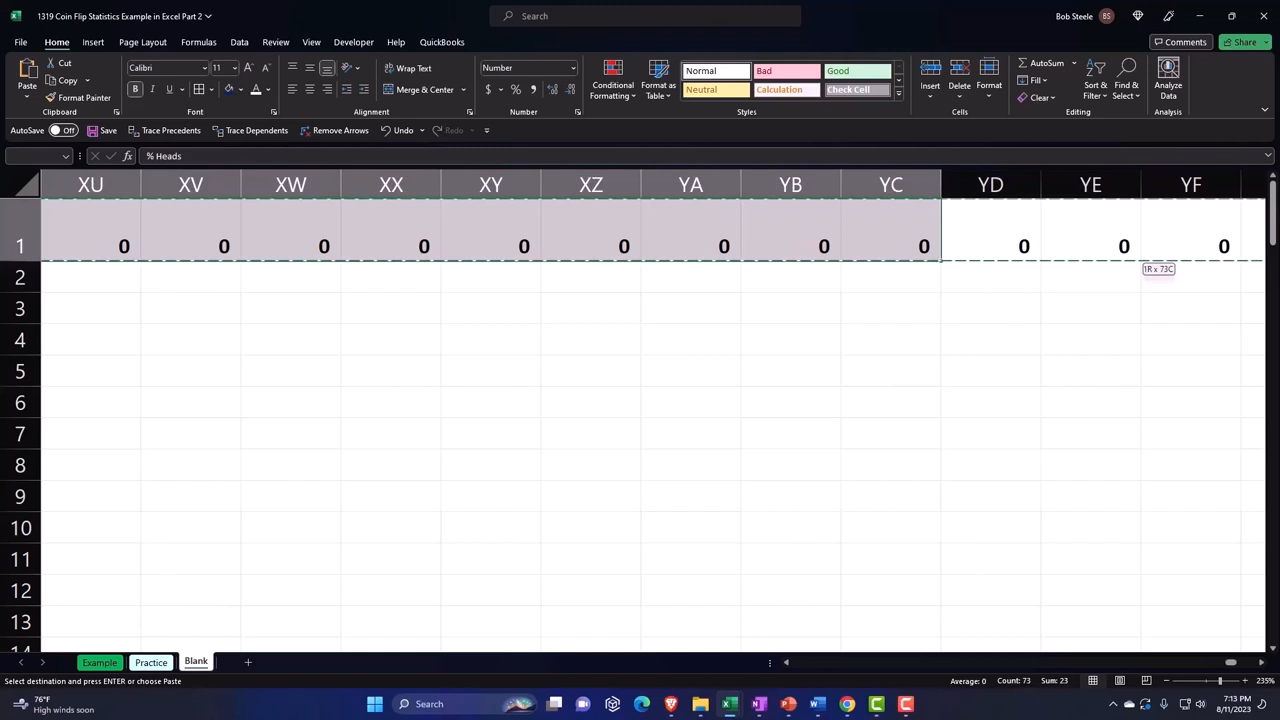 1319 Coin Flip Statistics Example in Excel Part 2
Search
Bob Steele BS
File Home Insert Page Layout Formulas Data Review View Developer Help QuickBooks Comments Share
Paste Cut Copy Format Painter Clipboard
Calibri 11 B I U Font
Wrap Text Merge & Center Alignment
Number $ % Number
Conditional Formatting Format as Table Normal Bad Good Neutral Calculation Check Cell Styles
Insert Delete Format Cells
AutoSum Fill Clear Sort & Filter Find & Select Editing
Analyze Data Analysis
AutoSave Off Save Trace Precedents Trace Dependents Remove Arrows Undo Redo
fx % Heads
XU XV XW XX XY XZ YA YB YC YD YE YF
1 0 0 0 0 0 0 0 0 0 0 0 0
1R x 73C
2
3
4
5
6
7
8
9
10
11
12
13
14
Example Practice Blank
Select destination and press ENTER or choose Paste Average: 0 Count: 73 Sum: 23 235%
76°F
High winds soon
Search
7:13 PM
8/11/2023